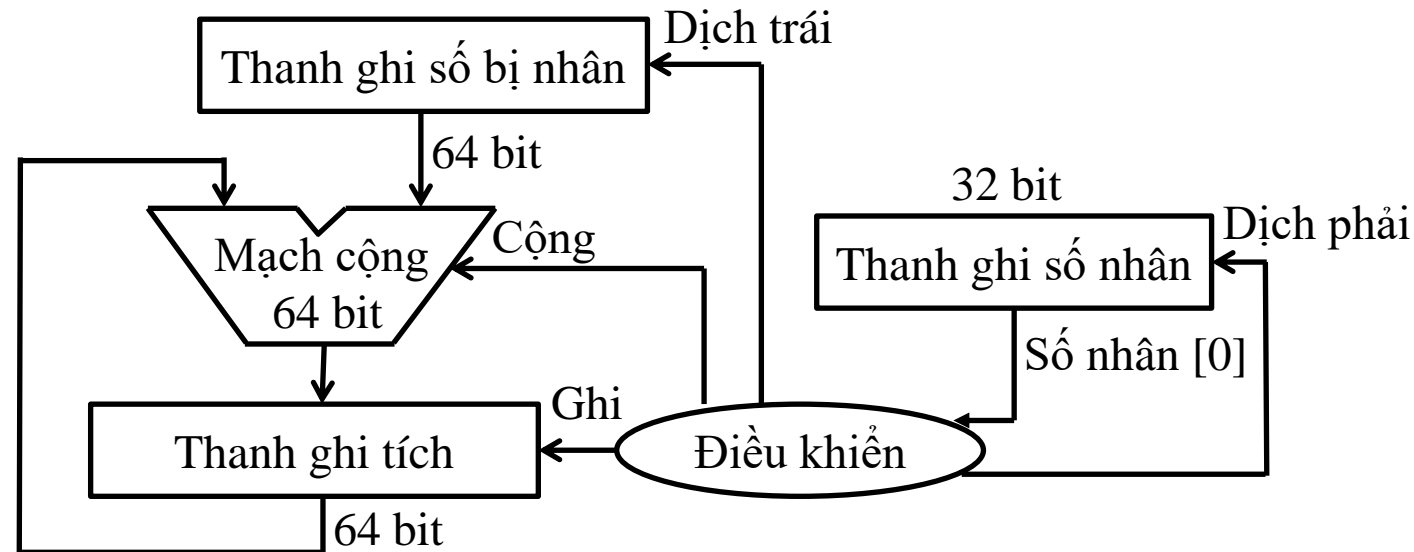 Dịch trái
Thanh ghi số bị nhân
64 bit
32 bit
Dịch phải
Cộng
Mạch cộng
64 bit
Thanh ghi số nhân
Số nhân [0]
Ghi
Thanh ghi tích
Điều khiển
64 bit